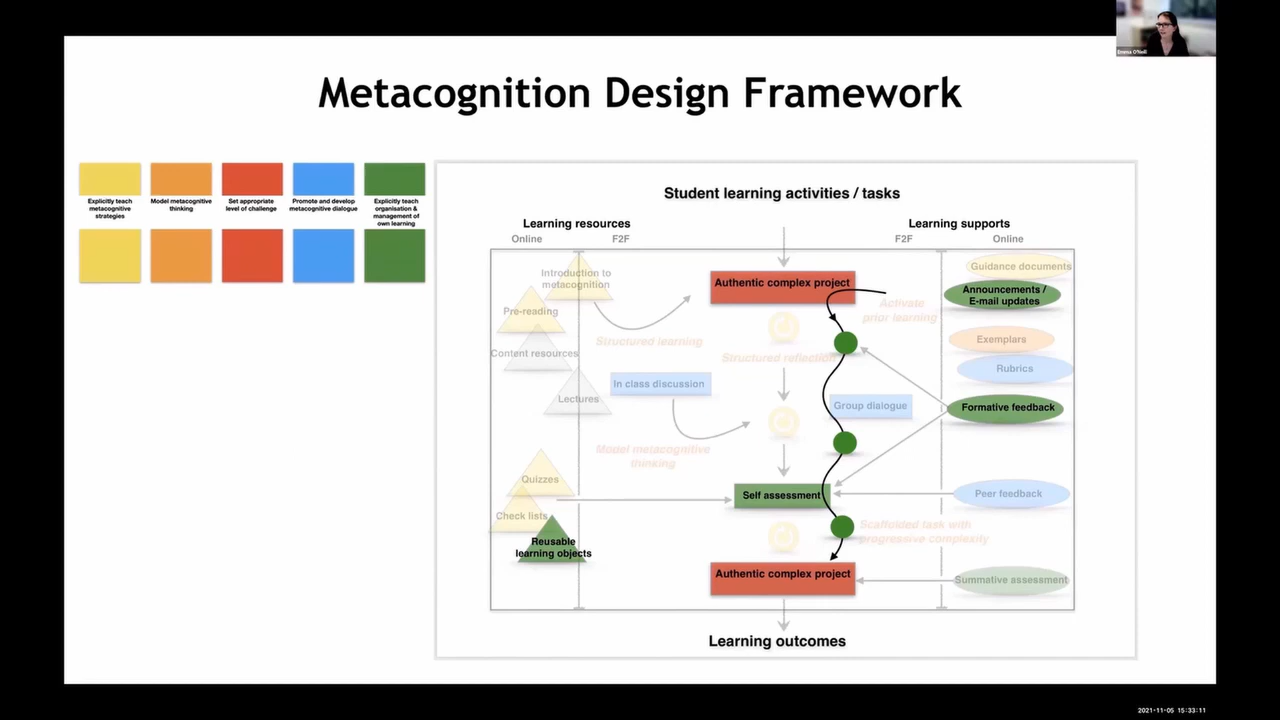 Emma O'Neill
Metacognition Design Framework
Explicitly teach
metacognitive
strategies
Model metacognitive
thinking
Set appropriate
level of challenge
Promote and develop
metacognitive dialogue
Explicitly teach
organisation &
management of
own learning
Student learning activities / tasks
Learning resources
Learning supports
Online
F2F
F2F
Online
Introduction to
metacognition
Authentic complex project
Guidance documents
Announcements /
E-mail updates
Pre-reading
Activate
prior learning
Structured learning
Exemplars
Content resources
Structured reflection
Rubrics
In class discussion
Lectures
Group dialogue
Formative feedback
Model metacognitive
thinking
Quizzes
Self assessment
Peer feedback
Check lists
Scaffolded task with
progressive complexity
Reusable
learning objects
Authentic complex project
Summative assessment
Learning outcomes
2021-11-05 15:33:11